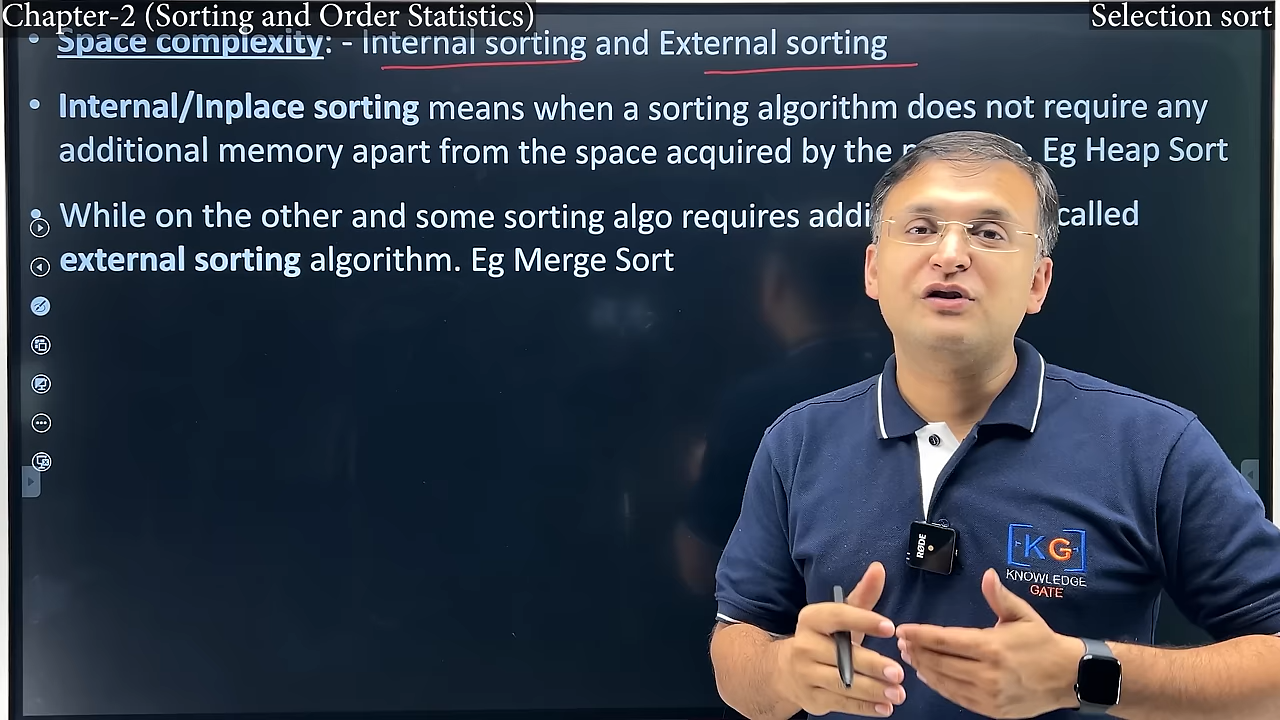 Chapter-2 (Sorting and Order Statistics)
Selection sort
• Space complexity: - Internal sorting and External sorting
• Internal/Inplace sorting means when a sorting algorithm does not require any
additional memory apart from the space acquired by the Eg Heap Sort
• While on the other and some sorting algo requires called
external sorting algorithm. Eg Merge Sort
RØDE
KG
KNOWLEDGE
GATE